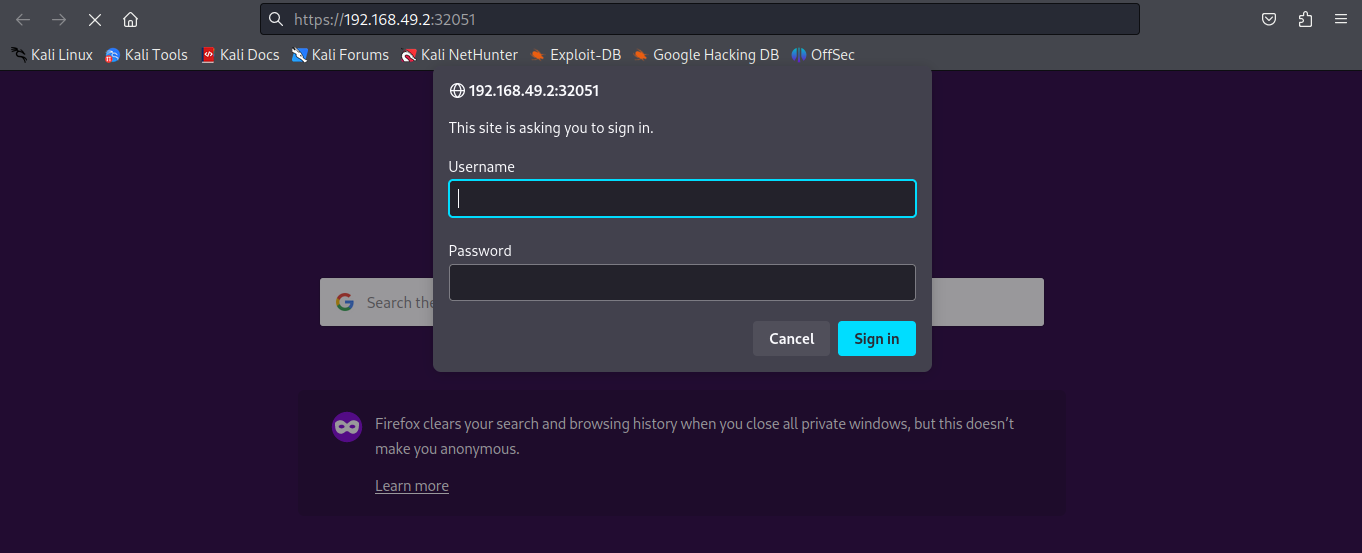 https://192.168.49.2:32051
Kali Linux Kali Tools Kali Docs Kali Forums Kali NetHunter Exploit-DB Google Hacking DB OffSec
192.168.49.2:32051
This site is asking you to sign in.
Username
Password
Search the
Cancel Sign in
Firefox clears your search and browsing history when you close all private windows, but this doesn’t
make you anonymous.
Learn more